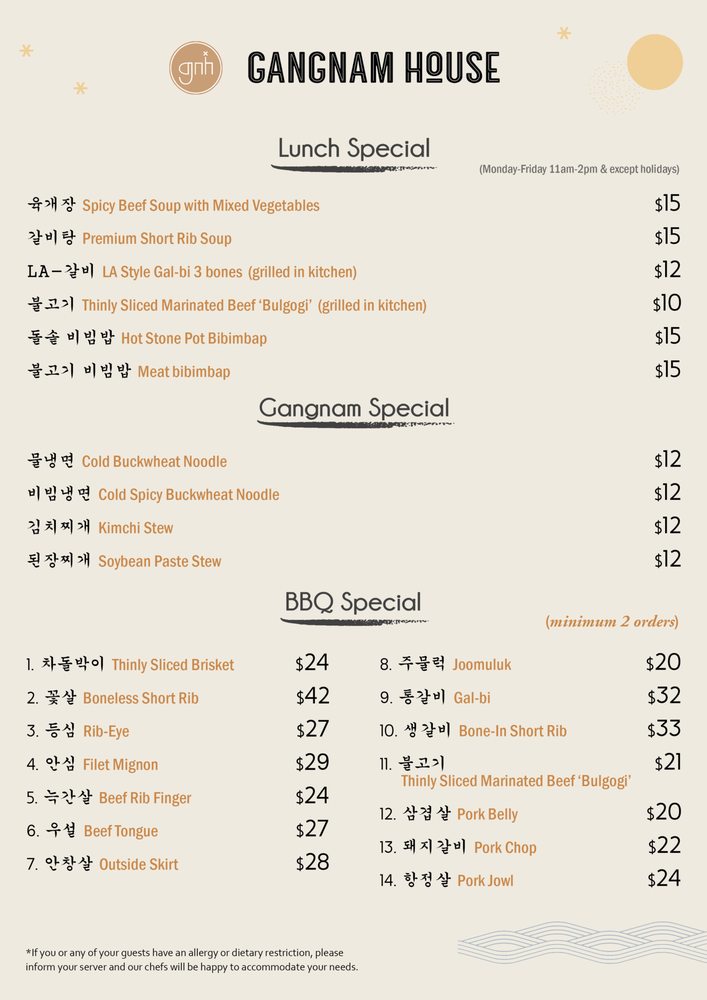 gnh GANGNAM HOUSE
Lunch Special
(Monday-Friday 11am-2pm & except holidays)
육개장 Spicy Beef Soup with Mixed Vegetables $15
갈비탕 Premium Short Rib Soup $15
LA-갈비 LA Style Gal-bi 3 bones (grilled in kitchen) $12
불고기 Thinly Sliced Marinated Beef ‘Bulgogi’ (grilled in kitchen) $10
돌솥 비빔밥 Hot Stone Pot Bibimbap $15
불고기 비빔밥 Meat bibimbap $15
Gangnam Special
물냉면 Cold Buckwheat Noodle $12
비빔냉면 Cold Spicy Buckwheat Noodle $12
김치찌개 Kimchi Stew $12
된장찌개 Soybean Paste Stew $12
BBQ Special
(minimum 2 orders)
1. 차돌박이 Thinly Sliced Brisket $24
2. 꽃살 Boneless Short Rib $42
3. 등심 Rib-Eye $27
4. 안심 Filet Mignon $29
5. 늑간살 Beef Rib Finger $24
6. 우설 Beef Tongue $27
7. 안창살 Outside Skirt $28
8. 주물럭 Joomuluk $20
9. 통갈비 Gal-bi $32
10. 생갈비 Bone-In Short Rib $33
11. 불고기 $21
Thinly Sliced Marinated Beef ‘Bulgogi’
12. 삼겹살 Pork Belly $20
13. 돼지갈비 Pork Chop $22
14. 항정살 Pork Jowl $24
*If you or any of your guests have an allergy or dietary restriction, please
inform your server and our chefs will be happy to accommodate your needs.